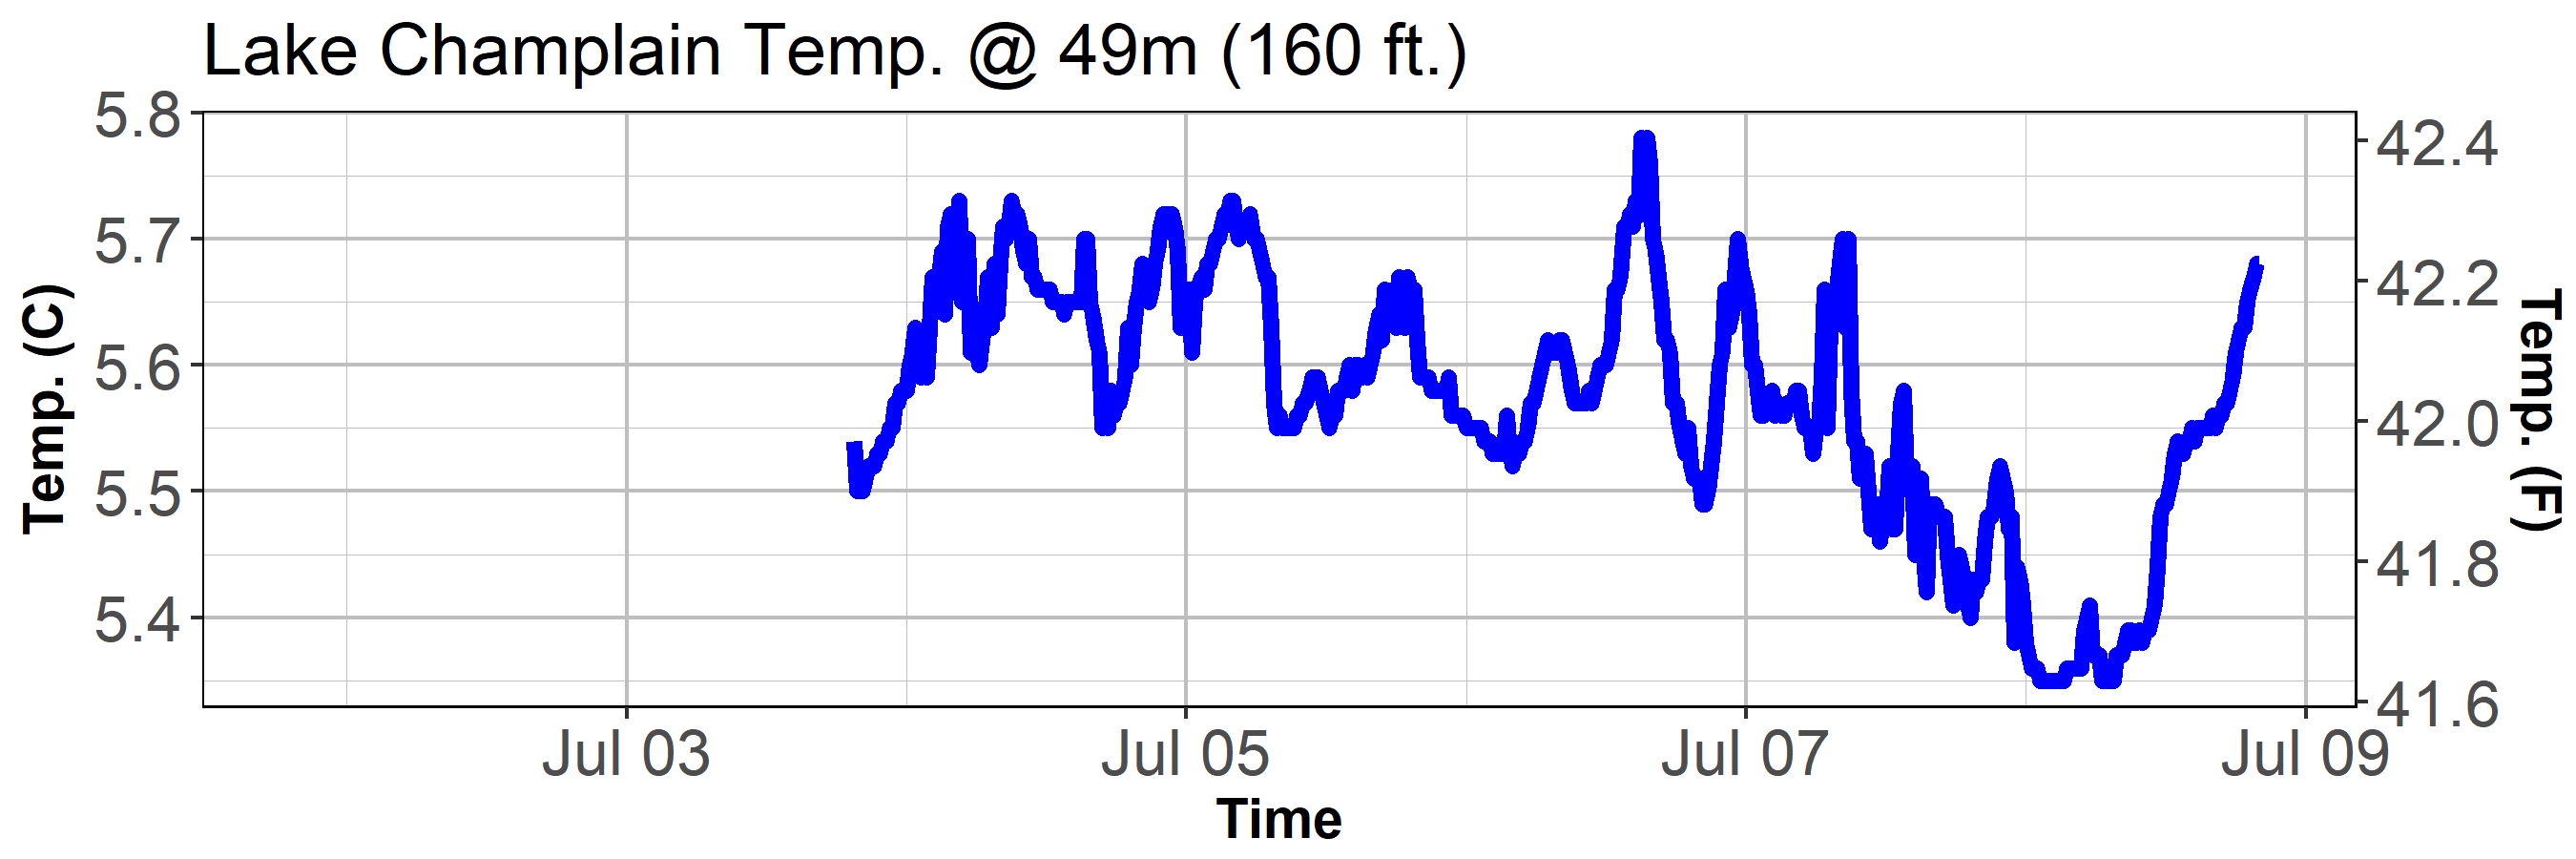 Lake Champlain Temp. @ 49m (160 ft.)
5.8
5.7
5.6
5.5
5.4
Temp. (C)
42.4
42.2
42.0
41.8
41.6
Temp. (F)
Jul 03
Jul 05
Jul 07
Jul 09
Time